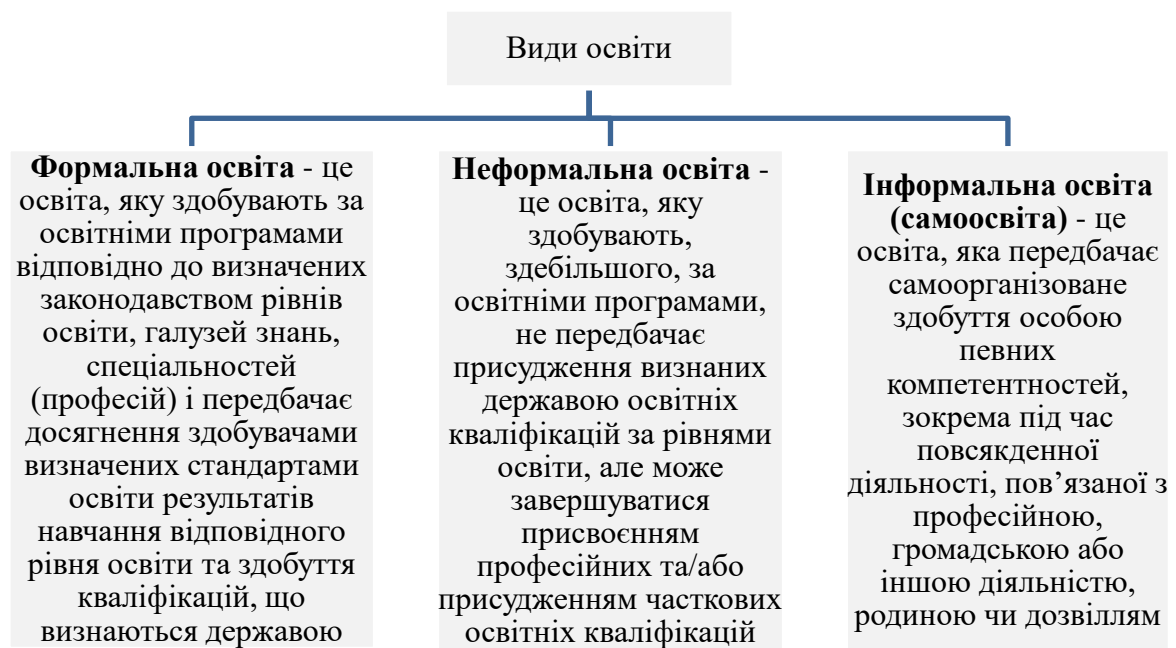 Види освіти
Формальна освіта - це
освіта, яку здобувають за
освітніми програмами
відповідно до визначених
законодавством рівнів
освіти, галузей знань,
спеціальностей
(професій) і передбачає
досягнення здобувачами
визначених стандартами
освіти результатів
навчання відповідного
рівня освіти та здобуття
кваліфікацій, що
визнаються державою
Неформальна освіта -
це освіта, яку
здобувають,
здебільшого, за
освітніми програмами,
не передбачає
присудження визнаних
державою освітніх
кваліфікацій за рівнями
освіти, але може
завершуватися
присвоєнням
професійних та/або
присудженням часткових
освітніх кваліфікацій
Інформальна освіта
(самоосвіта) - це
освіта, яка передбачає
самоорганізоване
здобуття особою
певних
компетентностей,
зокрема під час
повсякденної
діяльності, пов’язаної з
професійною,
громадською або
іншою діяльністю,
родиною чи дозвіллям